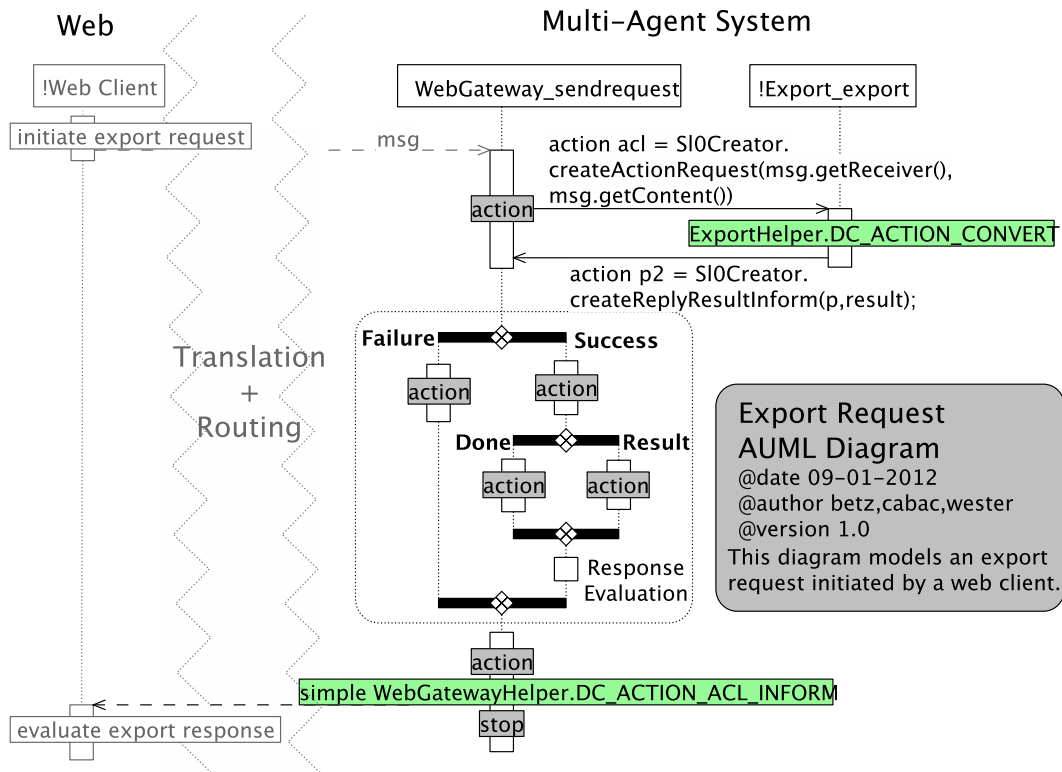 Web
Multi-Agent System
!Web Client
WebGateway_sendrequest
!Export_export
initiate export request
msg
action acl = Sl0Creator.
createActionRequest(msg.getReceiver(),
msg.getContent())
action
ExportHelper.DC_ACTION_CONVERT
action p2 = Sl0Creator.
createReplyResultInform(p,result);
Failure
Success
Translation
+
Routing
action
action
Done
Result
action
action
Response
Evaluation
Export Request
AUML Diagram
@date 09-01-2012
@author betz,cabac,wester
@version 1.0
This diagram models an export
request initiated by a web client.
action
simple WebGatewayHelper.DC_ACTION_ACL_INFORM
evaluate export response
stop